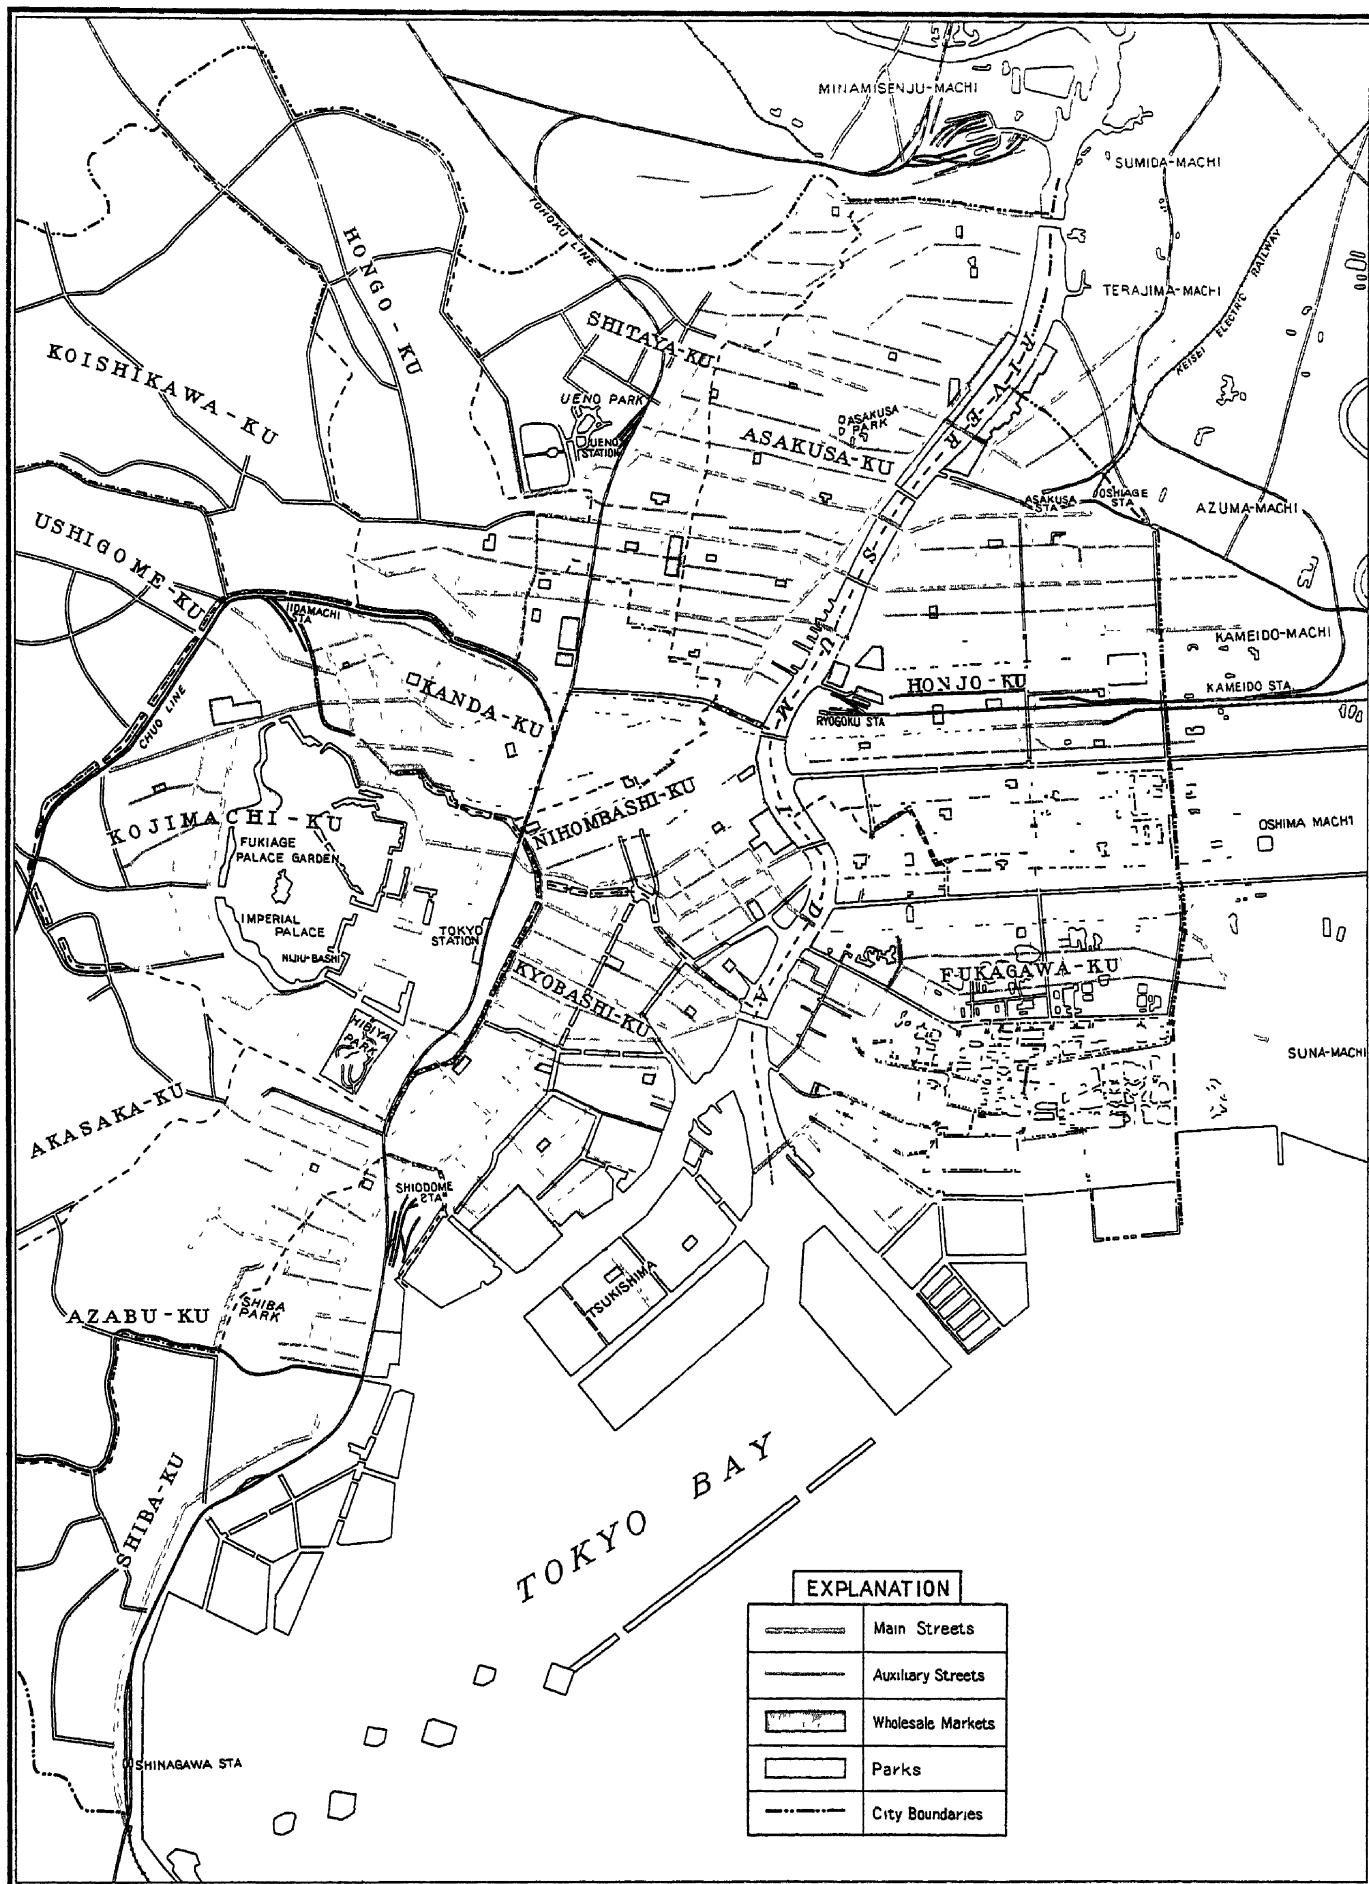 MINAMISENJU-MACHI
SUMIDA-MACHI
TOHOKU LINE
HONGO-KU
KEISEI ELECTR'C RAILWAY
TERAJIMA-MACHI
SHITAYA-KU
KOISHIKAWA-KU
UENO PARK
UENO
STATION
ASAKUSA
PARK
ASAKUSA-KU
SUMIDA RIVER
ASAKUSA
STA
OSHIAGE
STA
AZUMA-MACHI
USHIGOME-KU
IIDAMACHI
STA
KAMEIDO-MACHI
KANDA-KU
HONJO-KU
KAMEIDO STA
RYOGOKU STA
CHUO LINE
NIHOMBASHI-KU
KOJIMACHI-KU
OSHIMA MACHI
FUKIAGE
PALACE GARDEN
IMPERIAL
PALACE
TOKYO
STATION
NIJIU-BASHI
KYOBASHI-KU
FUKAGAWA-KU
HIBIYA
PARK
SUNA-MACHI
AKASAKA-KU
SHIODOME
STA
TSUKISHIMA
AZABU-KU
SHIBA
PARK
SHIBA-KU
TOKYO BAY
SHINAGAWA STA
EXPLANATION
Main Streets
Auxiliary Streets
Wholesale Markets
Parks
City Boundaries